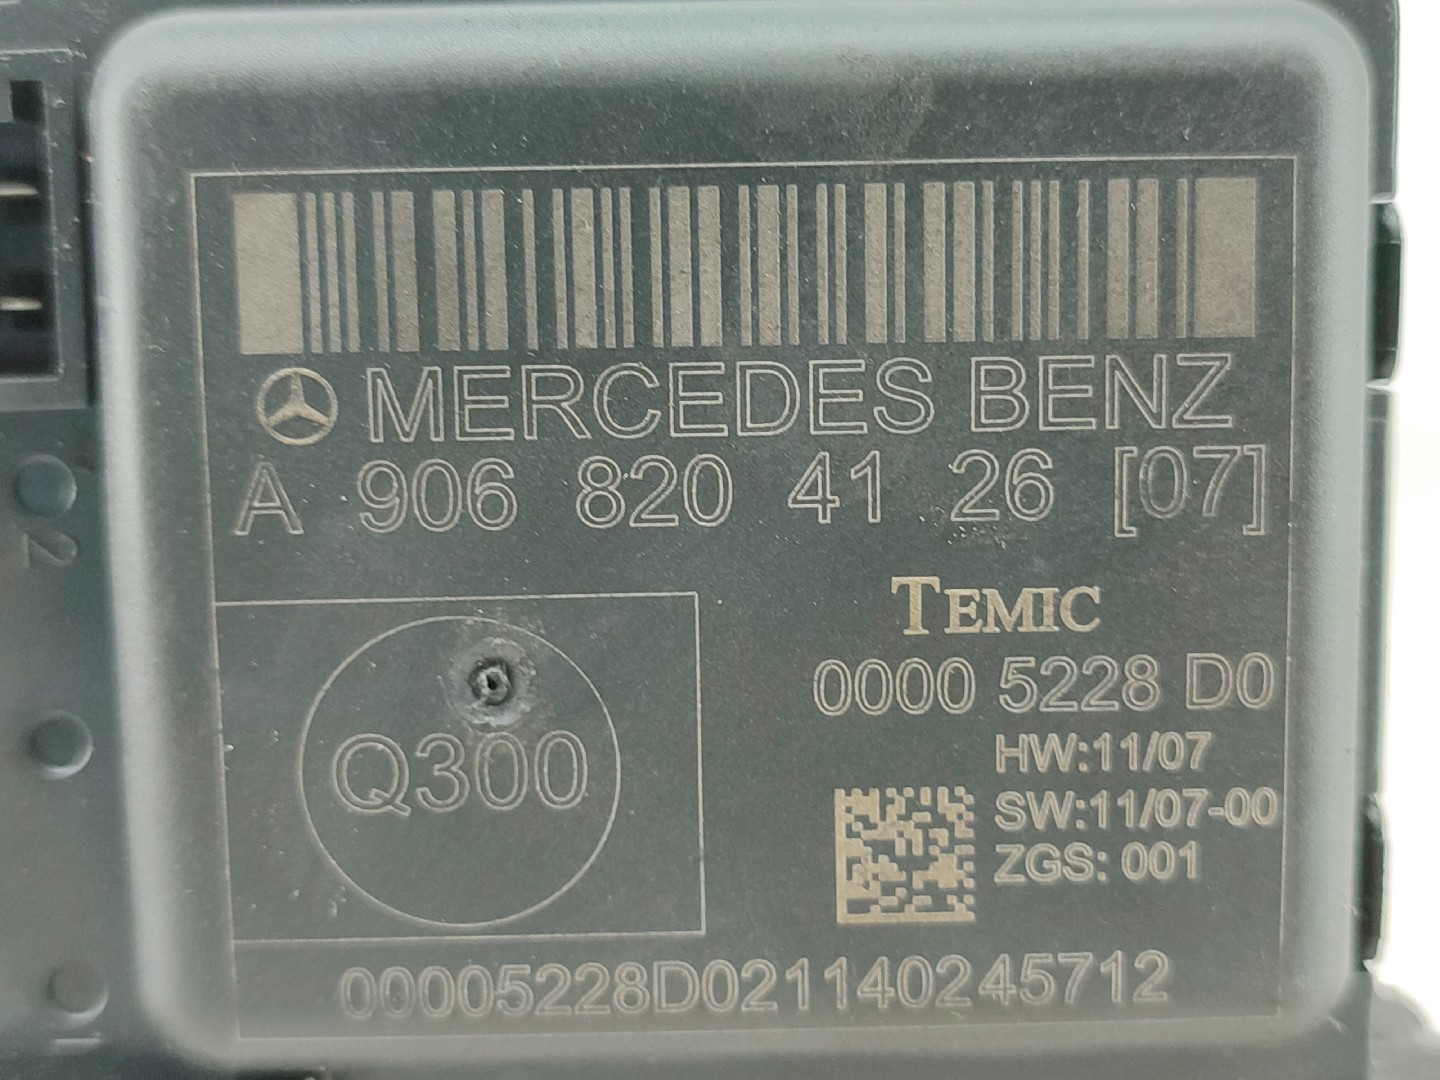 MERCEDES BENZ
A 906 820 41 26 [07]
TEMIC
0000 5228 D0
HW:11/07
Q300
SW:11/07-00
ZGS: 001
00005228D021140245712
02